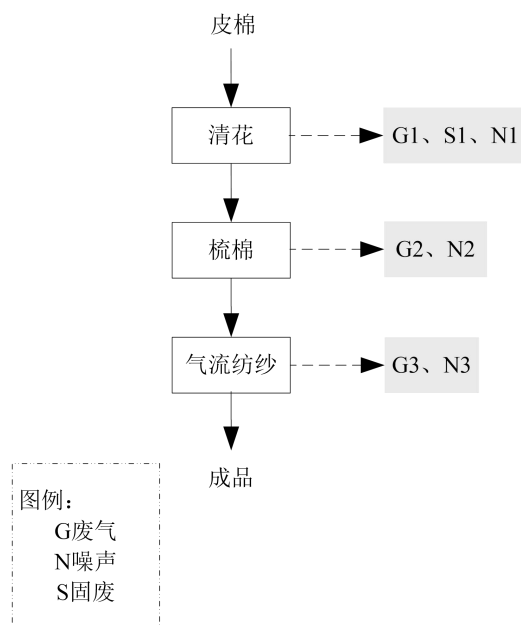 皮棉
清花
G1、S1、N1
梳棉
G2、N2
气流纺纱
G3、N3
成品
图例：
G废气
N噪声
S固废